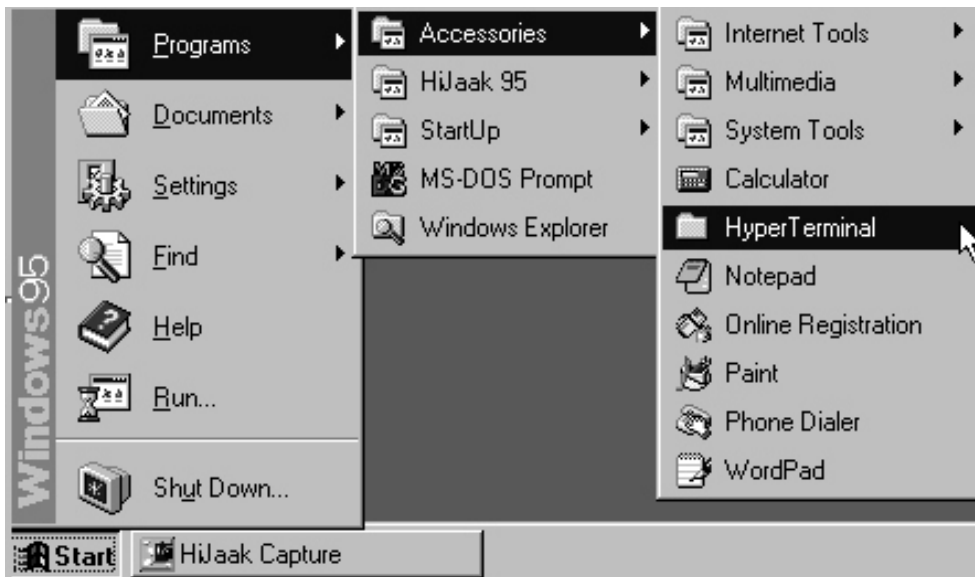 Programs
Documents
Settings
Find
Help
Run...
Shut Down...
Windows95
Accessories
HiJaak 95
StartUp
MS-DOS Prompt
Windows Explorer
Internet Tools
Multimedia
System Tools
Calculator
HyperTerminal
Notepad
Online Registration
Paint
Phone Dialer
WordPad
Start
HiJaak Capture